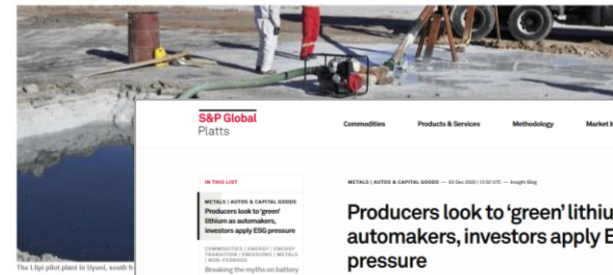 S&P Global
Platts
Commodities Products & Services Methodology Market I
IN THIS LIST
METALS | AUTOS & CAPITAL GOODS
Producers look to 'green'
lithium as automakers,
investors apply ESG pressure
COMMODITIES | ENERGY | ENERGY
TRANSITION | EMISSIONS | METALS
| NON-FERROUS
Breaking the myths on battery
METALS | AUTOS & CAPITAL GOODS — 03 Dec 2020 | 12:02 UTC — Insight Blog
Producers look to 'green' lithiu
automakers, investors apply E
pressure
The Llipi pilot plant in Uyuni, south